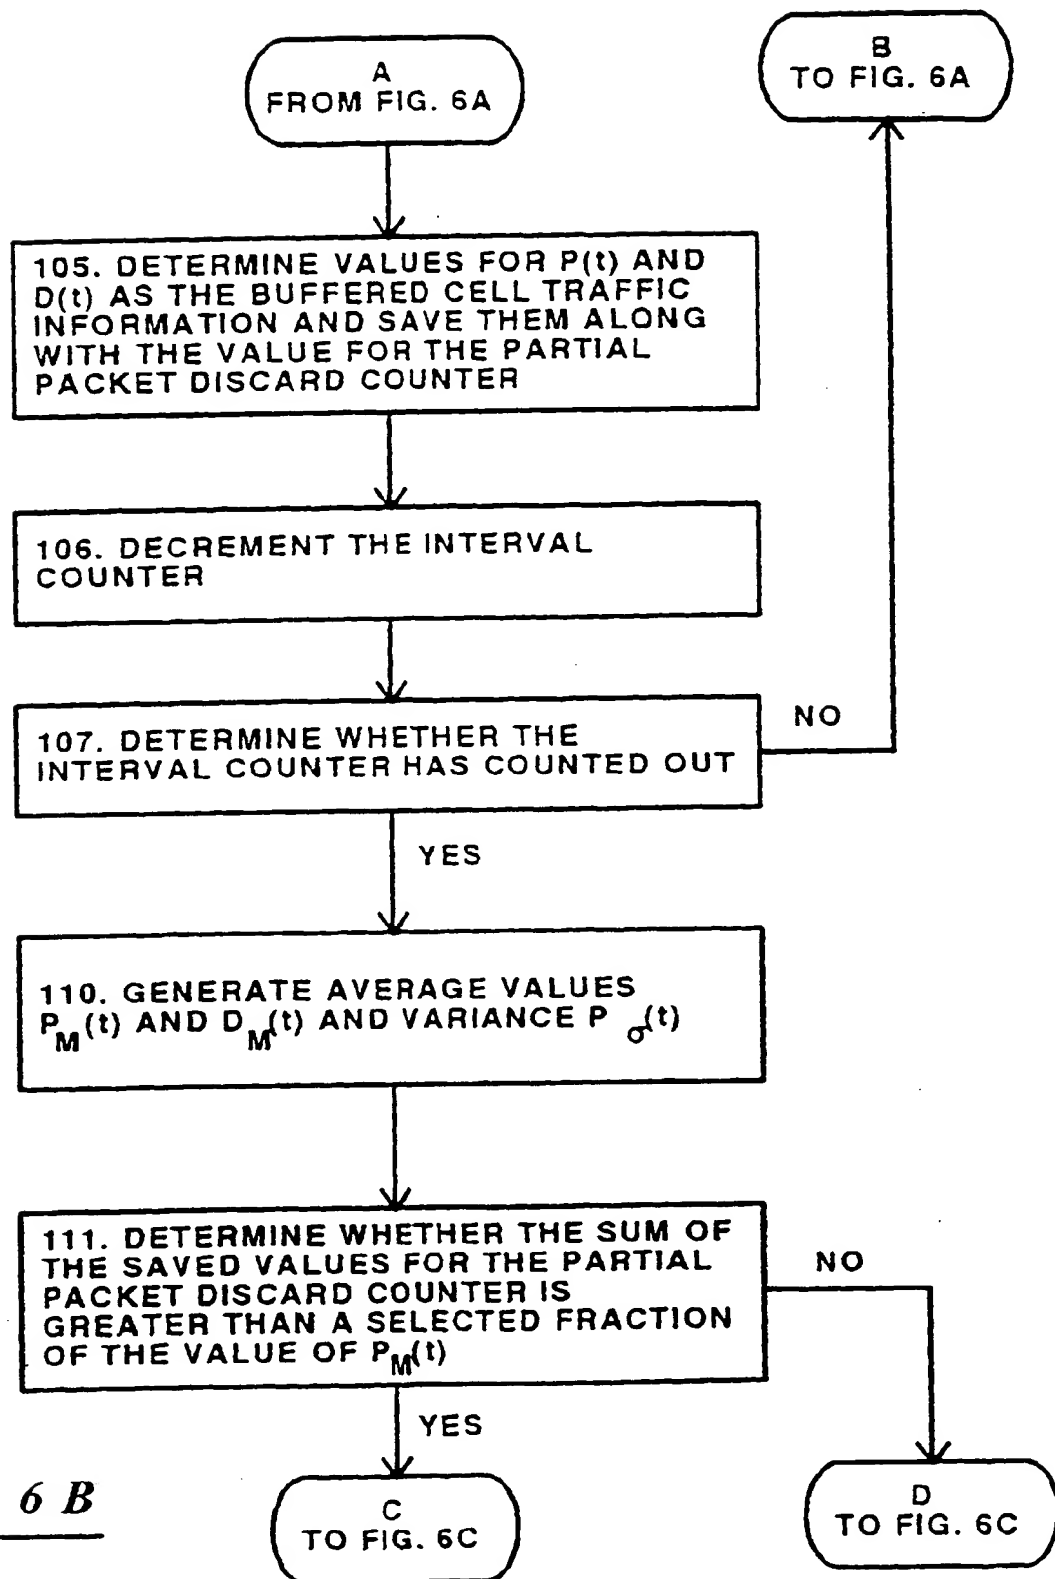 A
FROM FIG. 6A
B
TO FIG. 6A
105. DETERMINE VALUES FOR P(t) AND
D(t) AS THE BUFFERED CELL TRAFFIC
INFORMATION AND SAVE THEM ALONG
WITH THE VALUE FOR THE PARTIAL
PACKET DISCARD COUNTER
106. DECREMENT THE INTERVAL
COUNTER
107. DETERMINE WHETHER THE
INTERVAL COUNTER HAS COUNTED OUT
NO
YES
110. GENERATE AVERAGE VALUES
P_M(t) AND D_M(t) AND VARIANCE P_σ(t)
111. DETERMINE WHETHER THE SUM OF
THE SAVED VALUES FOR THE PARTIAL
PACKET DISCARD COUNTER IS
GREATER THAN A SELECTED FRACTION
OF THE VALUE OF P_M(t)
NO
YES
C
TO FIG. 6C
D
TO FIG. 6C
6 B